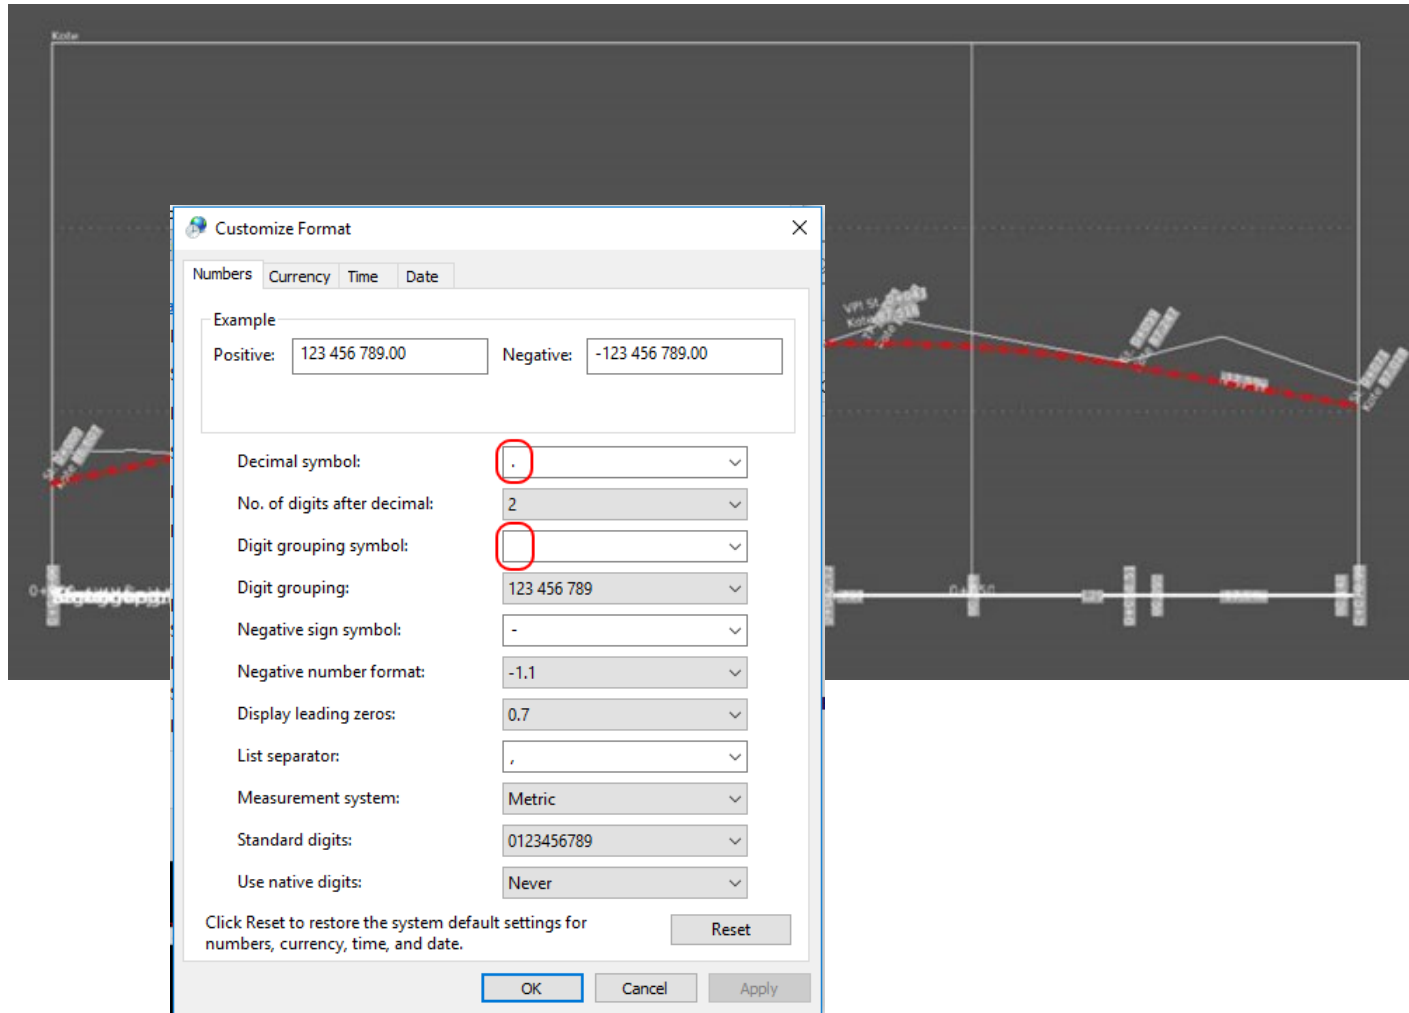 Kote
Customize Format
Numbers Currency Time Date
Example
Positive: 123 456 789.00 Negative: -123 456 789.00
Decimal symbol: .
No. of digits after decimal: 2
Digit grouping symbol:
Digit grouping: 123 456 789
Negative sign symbol: -
Negative number format: -1.1
Display leading zeros: 0.7
List separator: ,
Measurement system: Metric
Standard digits: 0123456789
Use native digits: Never
Click Reset to restore the system default settings for
numbers, currency, time, and date.
Reset
OK Cancel Apply
VPI St.
Kote
Kote